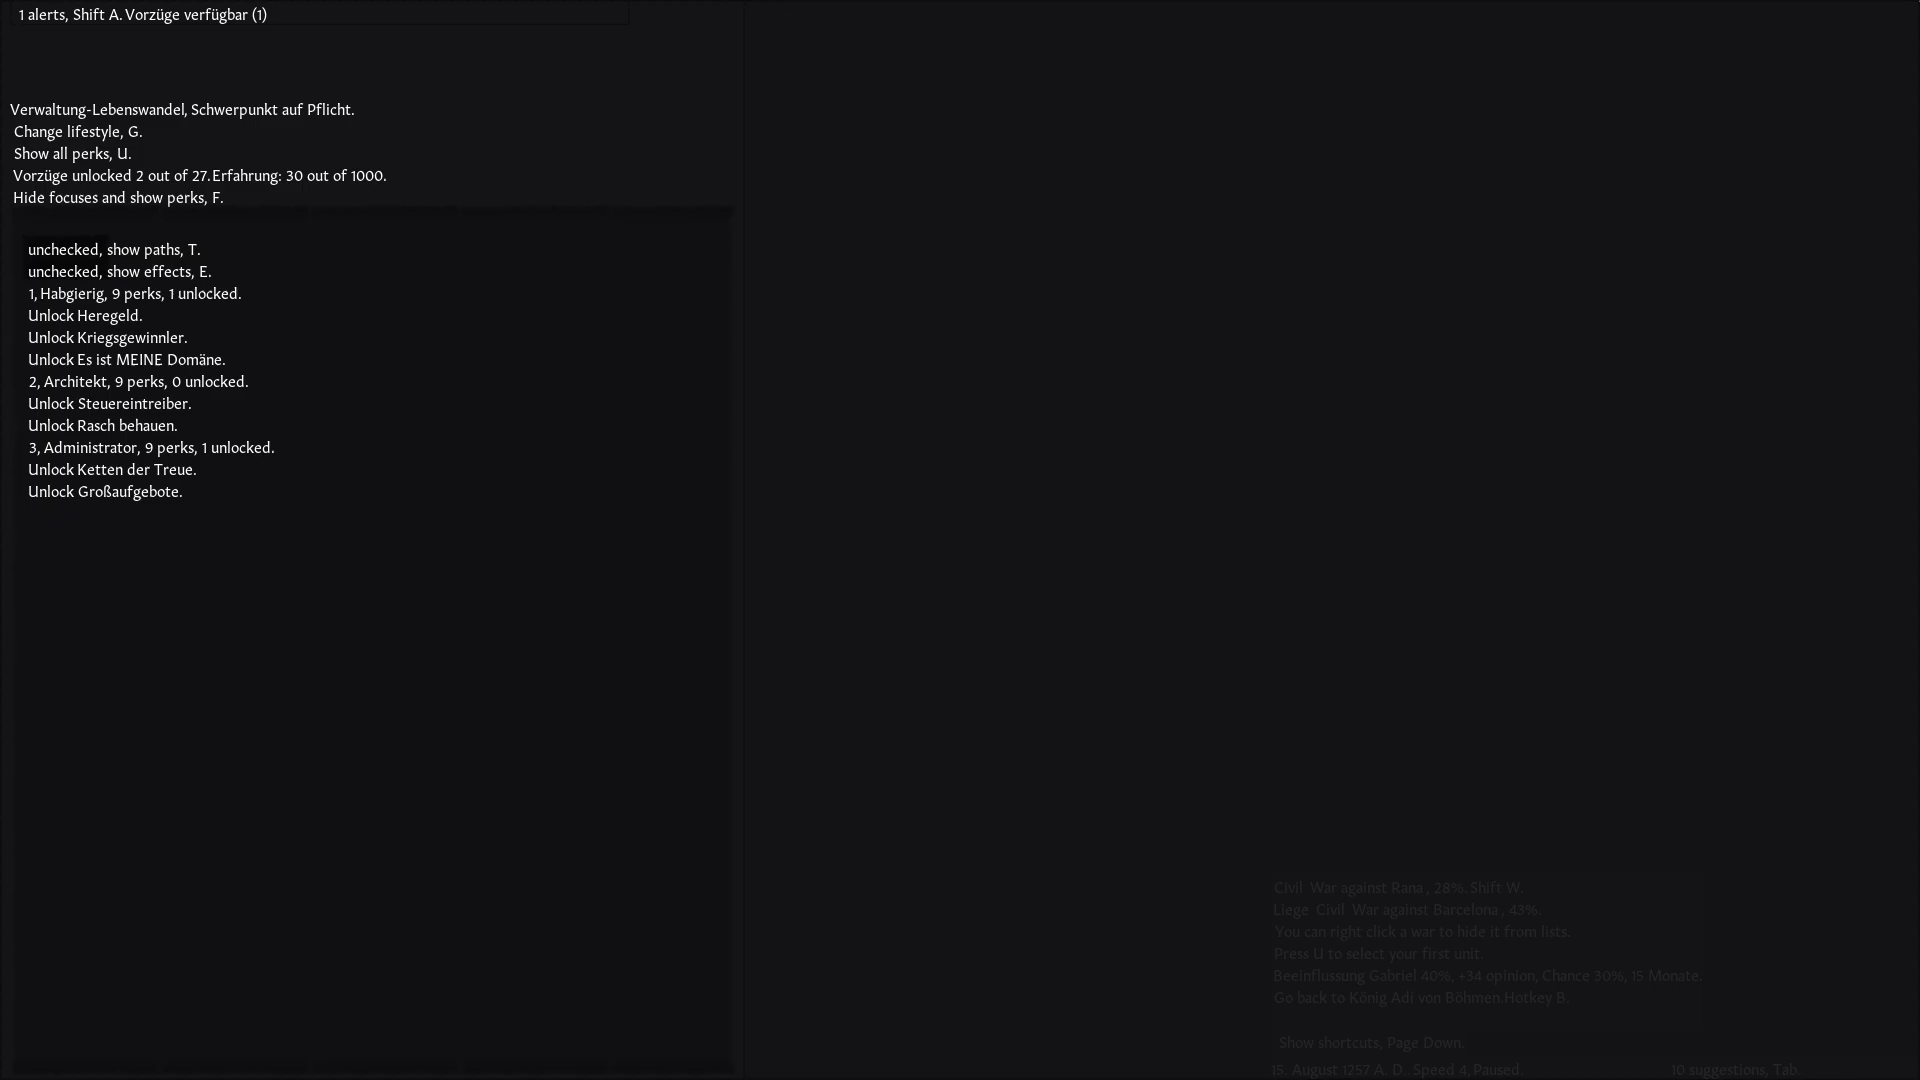 1 alerts, Shift A. Vorzüge verfügbar (1)
Verwaltung-Lebenswandel, Schwerpunkt auf Pflicht.
Change lifestyle, G.
Show all perks, U.
Vorzüge unlocked 2 out of 27. Erfahrung: 30 out of 1000.
Hide focuses and show perks, F.
unchecked, show paths, T.
unchecked, show effects, E.
1, Habgierig, 9 perks, 1 unlocked.
Unlock Heregeld.
Unlock Kriegsgewinnler.
Unlock Es ist MEINE Domäne.
2, Architekt, 9 perks, 0 unlocked.
Unlock Steuereintreiber.
Unlock Rasch behauen.
3, Administrator, 9 perks, 1 unlocked.
Unlock Ketten der Treue.
Unlock Großaufgebote.
Civil War against Rana , 28%. Shift W.
Liege Civil War against Barcelona , 43%.
You can right click a war to hide it from lists.
Press U to select your first unit.
Beeinflussung Gabriel 40%, +34 opinion, Chance 30%, 15 Monate.
Go back to König Adi von Böhmen.Hotkey B.
Show shortcuts, Page Down.
15. August 1257 A. D.. Speed 4, Paused
10 suggestions, Tab.